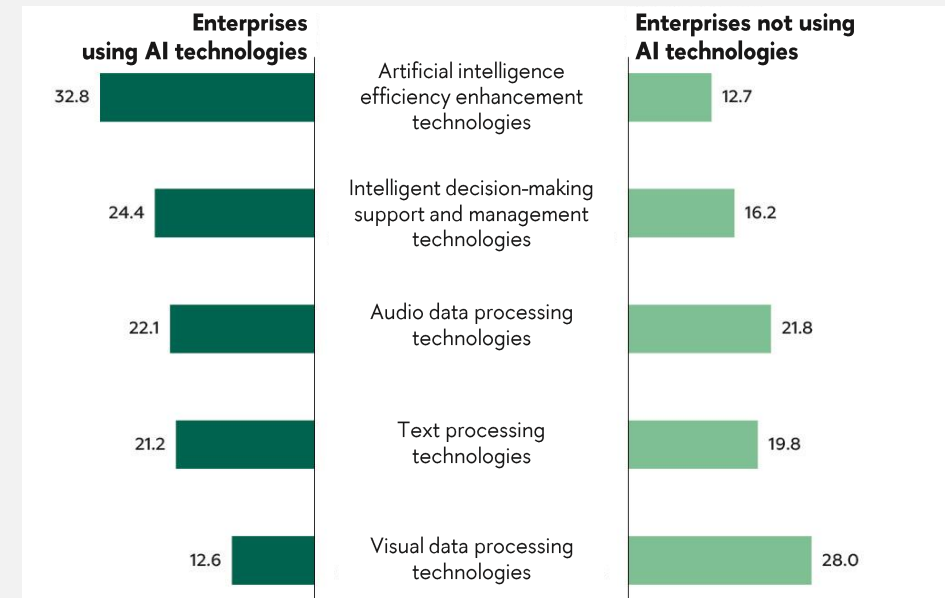 Enterprises
using AI technologies
Enterprises not using
AI technologies
32.8
Artificial intelligence
efficiency enhancement
technologies
12.7
24.4
Intelligent decision-making
support and management
technologies
16.2
22.1
Audio data processing
technologies
21.8
21.2
Text processing
technologies
19.8
12.6
Visual data processing
technologies
28.0